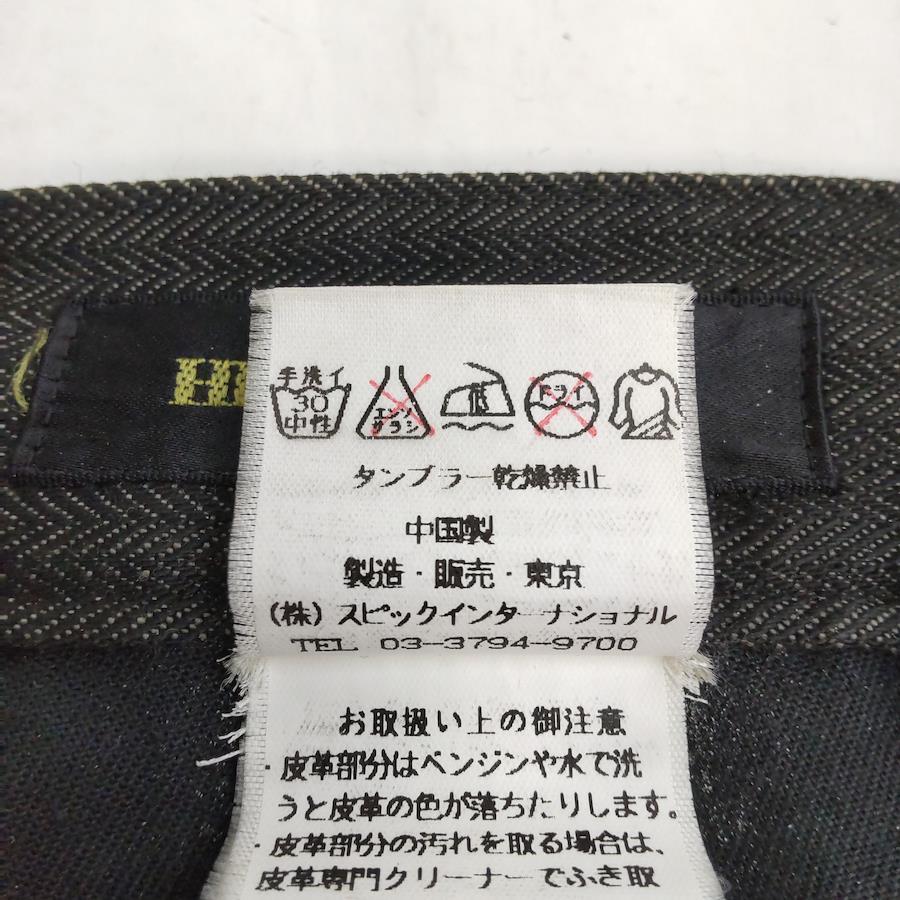 手洗イ
30
中性
エンソ
サラシ
低
ドライ
タンブラー乾燥禁止
中国製
製造・販売・東京
(株)スピックインターナショナル
TEL 03-3794-9700
お取扱い上の御注意
・皮革部分はベンジンや水で洗
うと皮革の色が落ちたりします。
・皮革部分の汚れを取る場合は、
皮革専門クリーナーでふき取